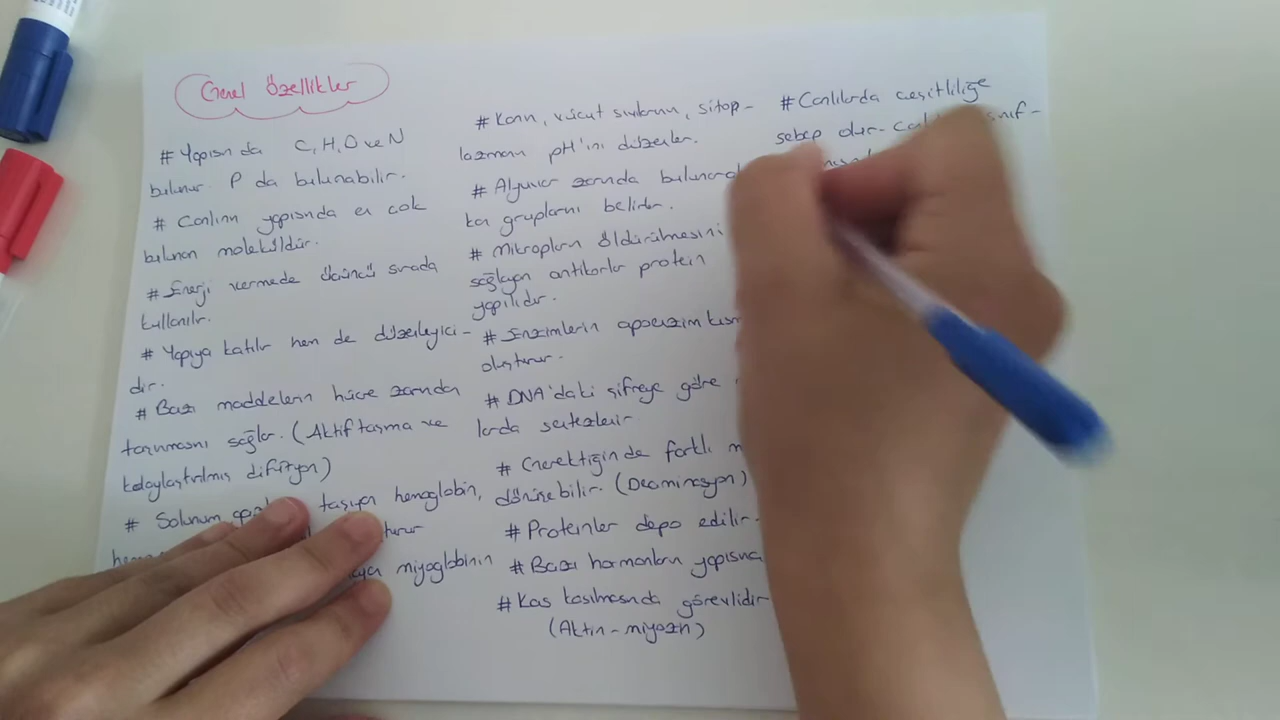 Genel Özellikler
# Yapısında C, H, O ve N
bulunur. P da bulunabilir.
# Canlının yapısında en çok
bulunan moleküldür.
# Enerji vermede üçüncü sırada
kullanılır.
# Yapıya katılır hem de düzenleyici-
dir.
# Bazı maddelerin hücre zarında
taşınmasını sağlar. (Aktif taşıma ve
kolaylaştırılmış difüzyon)
# Solunum taşıyan hemoglobin,
miyoglobinin
# Kanın, vücut sıvılarının, sitop-
lazmanın pH'ını düzenler.
# Alyuvar zarında
kan gruplarını belirler.
# Mikropların öldürülmesini
sağlayan antikorlar protein
yapılıdır.
# Enzimlerin apoenzim
oluşturur.
# DNA'daki şifreye göre
larda sentezlenir.
# Gerektiğinde farklı
dönüşebilir. (Deaminasyon)
# Proteinler depo edilir.
# Bazı hormonların yapısına
# Kas kasılmasında görevlidir
(Aktin-miyozin)
# Canlılarda çeşitliliğe
sebep olur.